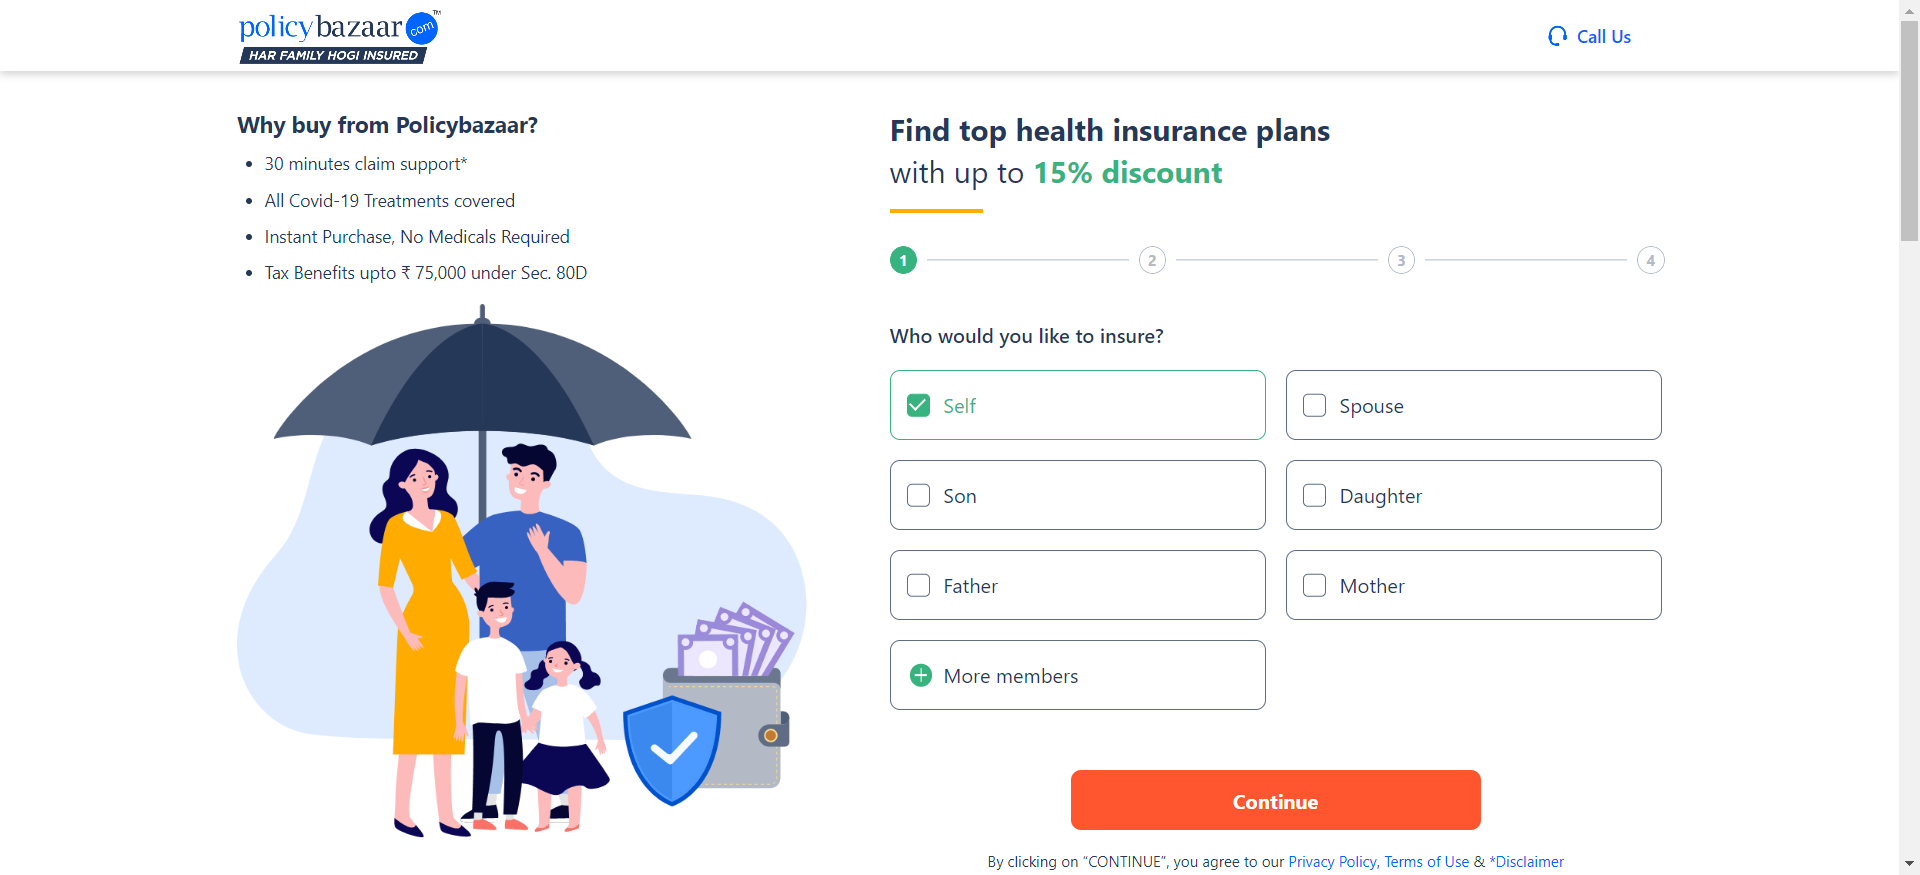 policybazaar com TM
HAR FAMILY HOGI INSURED
Call Us
Why buy from Policybazaar?
• 30 minutes claim support*
• All Covid-19 Treatments covered
• Instant Purchase, No Medicals Required
• Tax Benefits upto ₹ 75,000 under Sec. 80D
Find top health insurance plans
with up to 15% discount
1 2 3 4
Who would you like to insure?
Self
Spouse
Son
Daughter
Father
Mother
More members
Continue
By clicking on “CONTINUE”, you agree to our Privacy Policy, Terms of Use & *Disclaimer